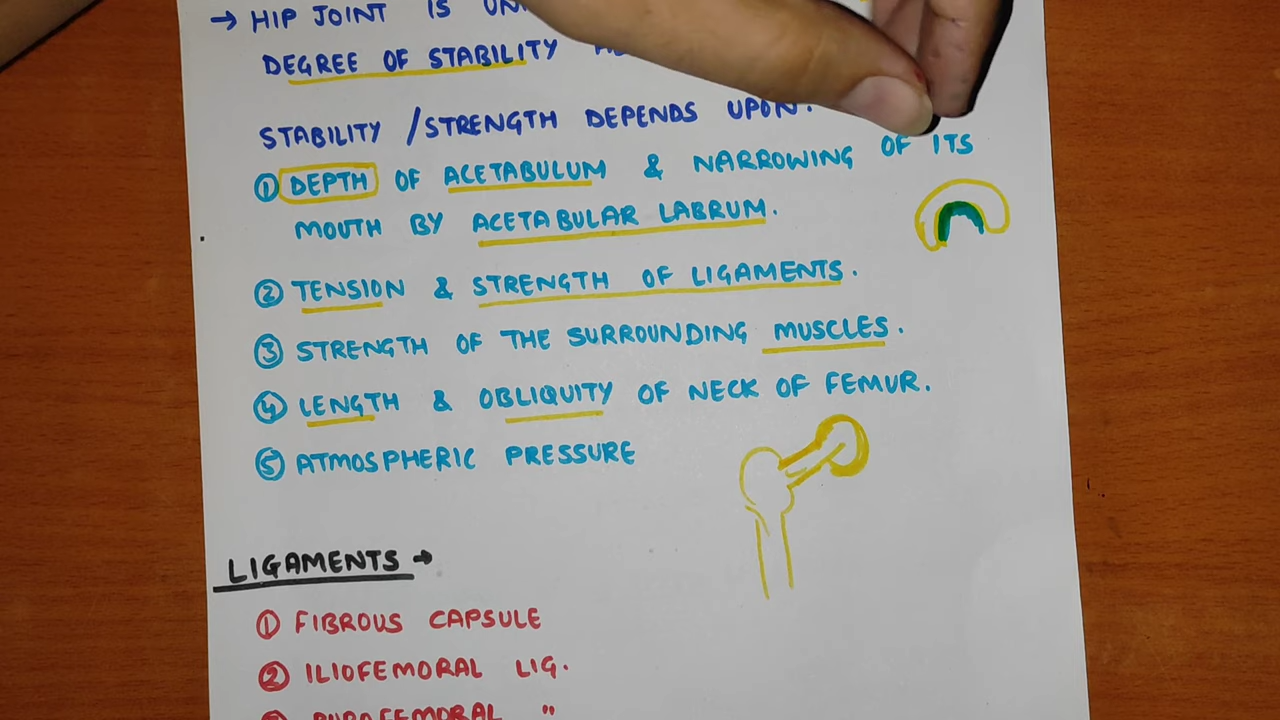 → HIP JOINT IS
DEGREE OF STABILITY
STABILITY /STRENGTH DEPENDS UPON.
① DEPTH OF ACETABULUM & NARROWING OF ITS
MOUTH BY ACETABULAR LABRUM.
② TENSION & STRENGTH OF LIGAMENTS.
③ STRENGTH OF THE SURROUNDING MUSCLES.
④ LENGTH & OBLIQUITY OF NECK OF FEMUR.
⑤ ATMOSPHERIC PRESSURE
LIGAMENTS →
① FIBROUS CAPSULE
② ILIOFEMORAL LIG.
③ PUBOFEMORAL "